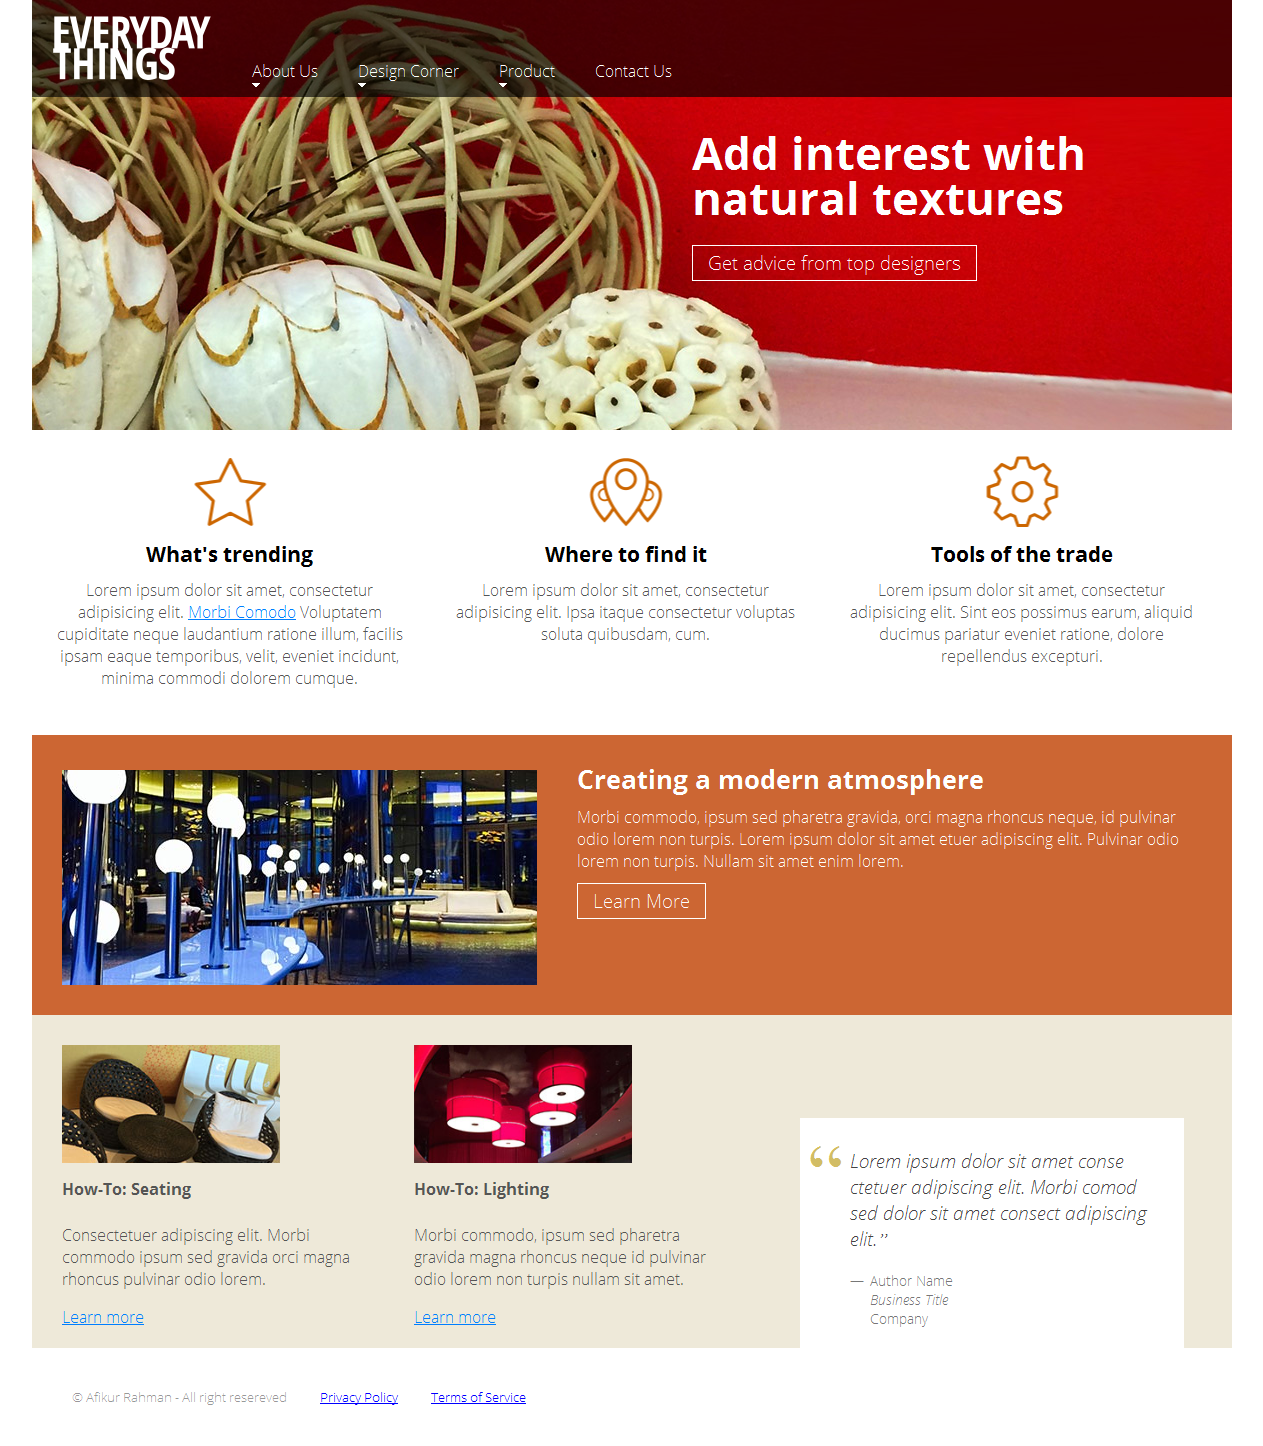 EVERYDAY
THINGS
About Us
Design Corner
Product
Contact Us
Add interest with
natural textures
Get advice from top designers
What's trending
Lorem ipsum dolor sit amet, consectetur
adipisicing elit. Morbi Comodo Voluptatem
cupiditate neque laudantium ratione illum, facilis
ipsam eaque temporibus, velit, eveniet incidunt,
minima commodi dolorem cumque.
Where to find it
Lorem ipsum dolor sit amet, consectetur
adipisicing elit. Ipsa itaque consectetur voluptas
soluta quibusdam, cum.
Tools of the trade
Lorem ipsum dolor sit amet, consectetur
adipisicing elit. Sint eos possimus earum, aliquid
ducimus pariatur eveniet ratione, dolore
repellendus excepturi.
Creating a modern atmosphere
Morbi commodo, ipsum sed pharetra gravida, orci magna rhoncus neque, id pulvinar
odio lorem non turpis. Lorem ipsum dolor sit amet etuer adipiscing elit. Pulvinar odio
lorem non turpis. Nullam sit amet enim lorem.
Learn More
How-To: Seating
Consectetuer adipiscing elit. Morbi
commodo ipsum sed gravida orci magna
rhoncus pulvinar odio lorem.
Learn more
How-To: Lighting
Morbi commodo, ipsum sed pharetra
gravida magna rhoncus neque id pulvinar
odio lorem non turpis nullam sit amet.
Learn more
“ Lorem ipsum dolor sit amet conse
ctetuer adipiscing elit. Morbi comod
sed dolor sit amet consect adipiscing
elit.”
— Author Name
Business Title
Company
© Afikur Rahman - All right resereved
Privacy Policy
Terms of Service